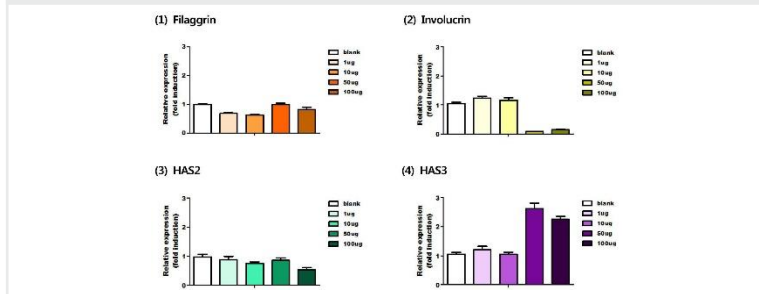 (1) Filaggrin
Relative expression
(fold induction)
3
2
1
0
blank
1ug
10ug
50ug
100ug
(2) Involucrin
Relative expression
(fold induction)
3
2
1
0
blank
1ug
10ug
50ug
100ug
(3) HAS2
Relative expression
(fold induction)
3
2
1
0
blank
1ug
10ug
50ug
100ug
(4) HAS3
Relative expression
(fold induction)
3
2
1
0
blank
1ug
10ug
50ug
100ug